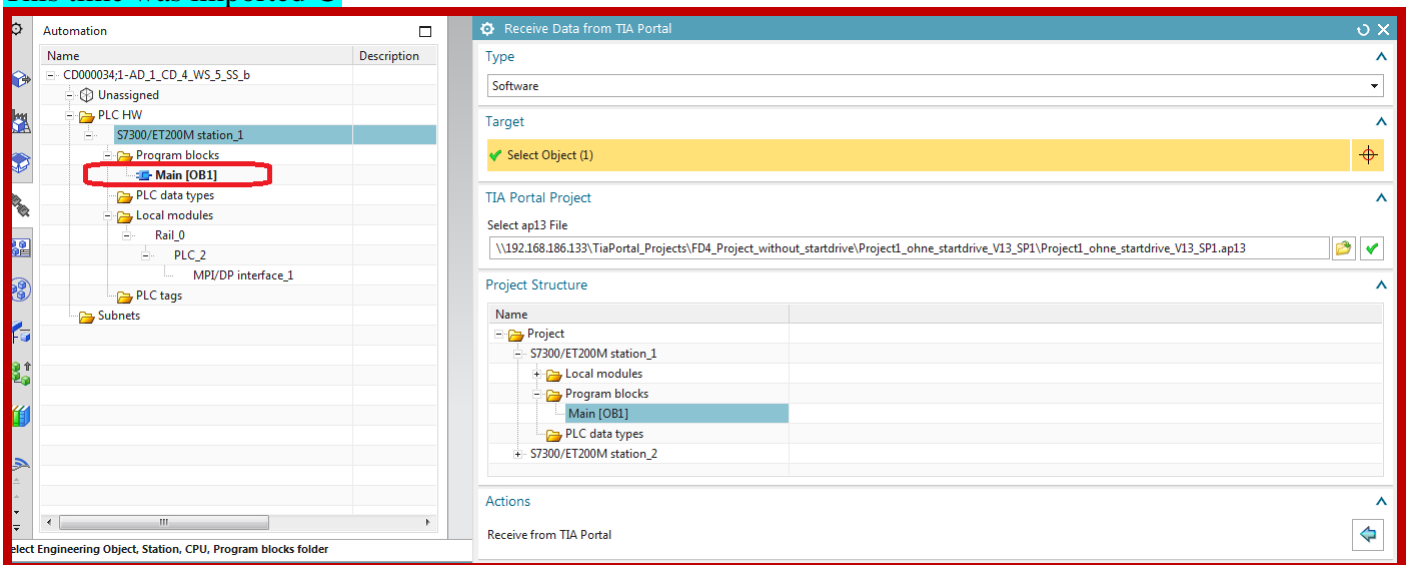 This time was imported
Automation
Name Description
CD000034;1-AD_1_CD_4_WS_5_SS_b
Unassigned
PLC HW
S7300/ET200M station_1
Program blocks
Main [OB1]
PLC data types
Local modules
Rail_0
PLC_2
MPI/DP interface_1
PLC tags
Subnets
elect Engineering Object, Station, CPU, Program blocks folder
Receive Data from TIA Portal
Type
Software
Target
Select Object (1)
TIA Portal Project
Select ap13 File
\\192.168.186.133\TiaPortal_Projects\FD4_Project_without_startdrive\Project1_ohne_startdrive_V13_SP1\Project1_ohne_startdrive_V13_SP1.ap13
Project Structure
Name
Project
S7300/ET200M station_1
Local modules
Program blocks
Main [OB1]
PLC data types
S7300/ET200M station_2
Actions
Receive from TIA Portal